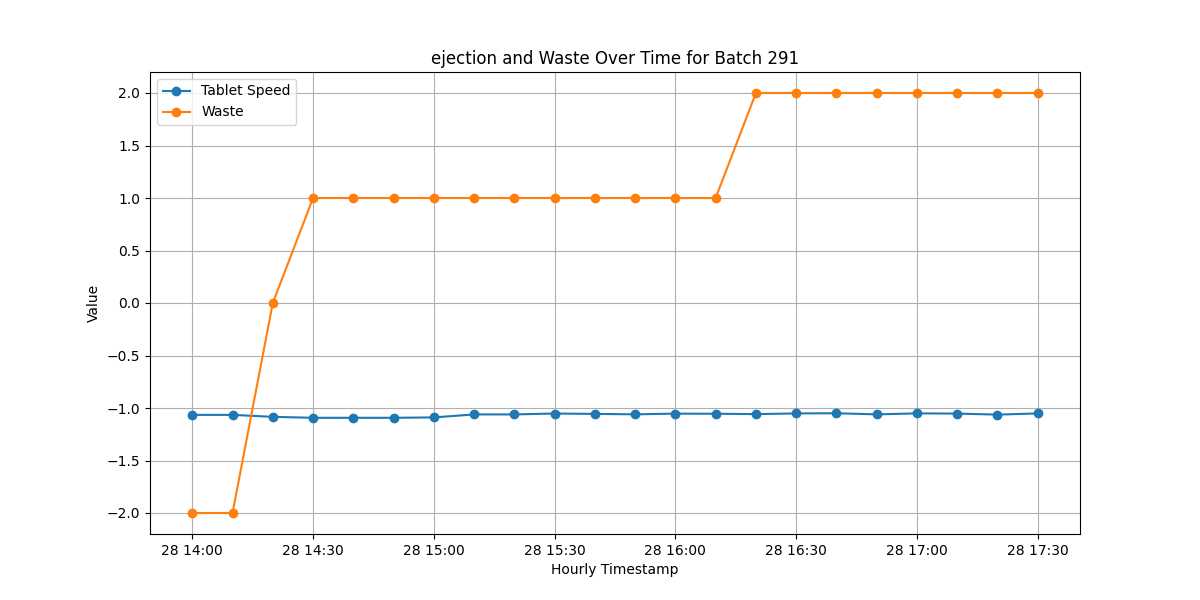 ejection and Waste Over Time for Batch 291
Tablet Speed
Waste
2.0
1.5
1.0
0.5
0.0
−0.5
−1.0
−1.5
−2.0
Value
28 14:00 28 14:30 28 15:00 28 15:30 28 16:00 28 16:30 28 17:00 28 17:30
Hourly Timestamp